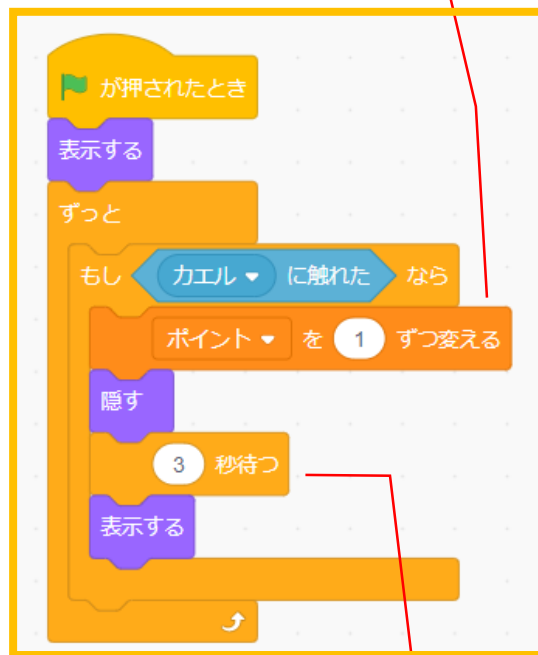 が押されたとき
表示する
ずっと
もし カエル に触れた なら
ポイント を 1 ずつ変える
隠す
3 秒待つ
表示する